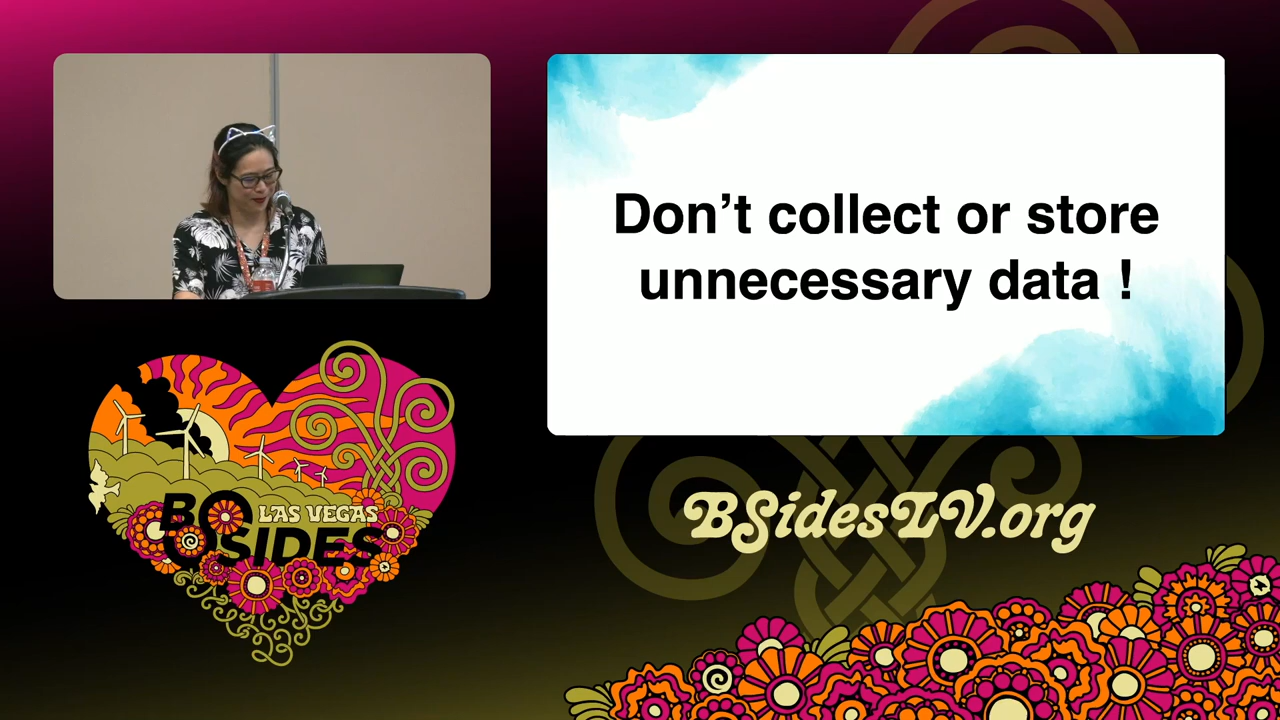 Don’t collect or store
unnecessary data !
BSIDES
LAS VEGAS
BSidesLV.org